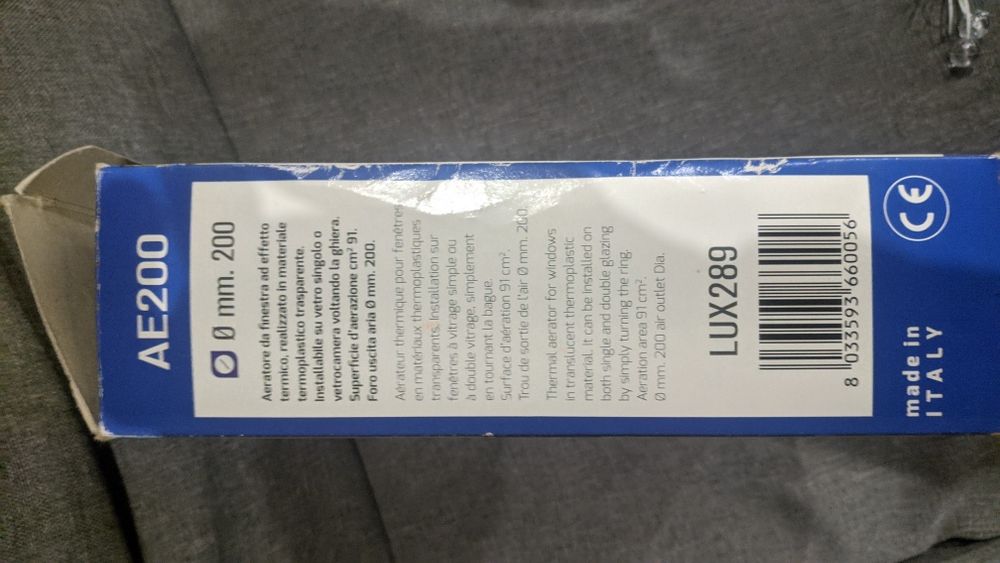 AE200
Ø mm. 200
Aeratore da finestra ad effetto
termico, realizzato in materiale
termoplastico trasparente.
Installabile su vetro singolo o
vetrocamera voltando la ghiera.
Superficie d'aerazione cm² 91.
Foro uscita aria Ø mm. 200.
Aérateur thermique pour fenêtres
en matériaux thermoplastiques
transparents. Installation sur
fenêtres à vitrage simple ou
à double vitrage, simplement
en tournant la bague.
Surface d'aération 91 cm².
Trou de sortie de l'air Ø mm. 200
Thermal aerator for windows
in translucent thermoplastic
material. It can be installed on
both single and double glazing
by simply turning the ring.
Aeration area 91 cm².
Ø mm. 200 air outlet Dia.
LUX289
8 033593 660056
CE
made in
ITALY